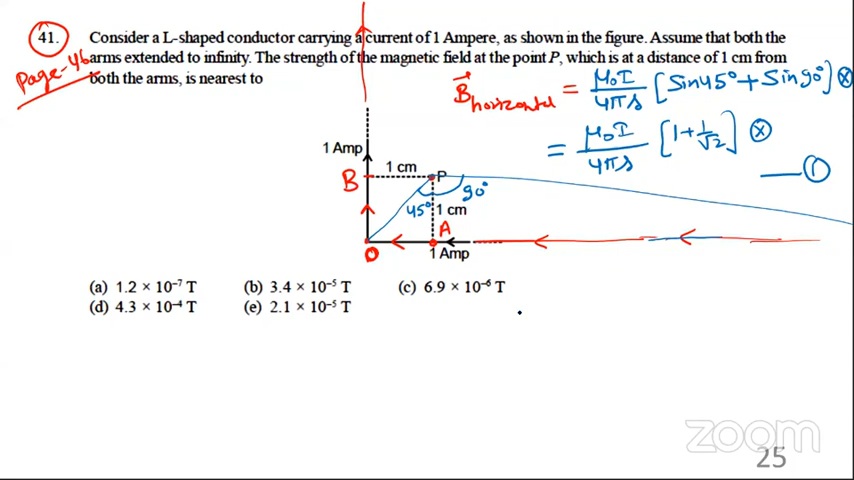 41. Consider a L-shaped conductor carrying a current of 1 Ampere, as shown in the figure. Assume that both the
arms extended to infinity. The strength of the magnetic field at the point P, which is at a distance of 1 cm from
both the arms, is nearest to
Page-46
B⃗horizontal = μ₀I/4πs [Sin45° + Sin90°] ⊗
= μ₀I/4πs [1+1/√2] ⊗
— ①
1 Amp
1 cm
P
B
90°
45°
1 cm
A
O
1 Amp
(a) 1.2 × 10⁻⁷ T (b) 3.4 × 10⁻⁵ T (c) 6.9 × 10⁻⁶ T
(d) 4.3 × 10⁻⁴ T (e) 2.1 × 10⁻⁵ T
zoom
25